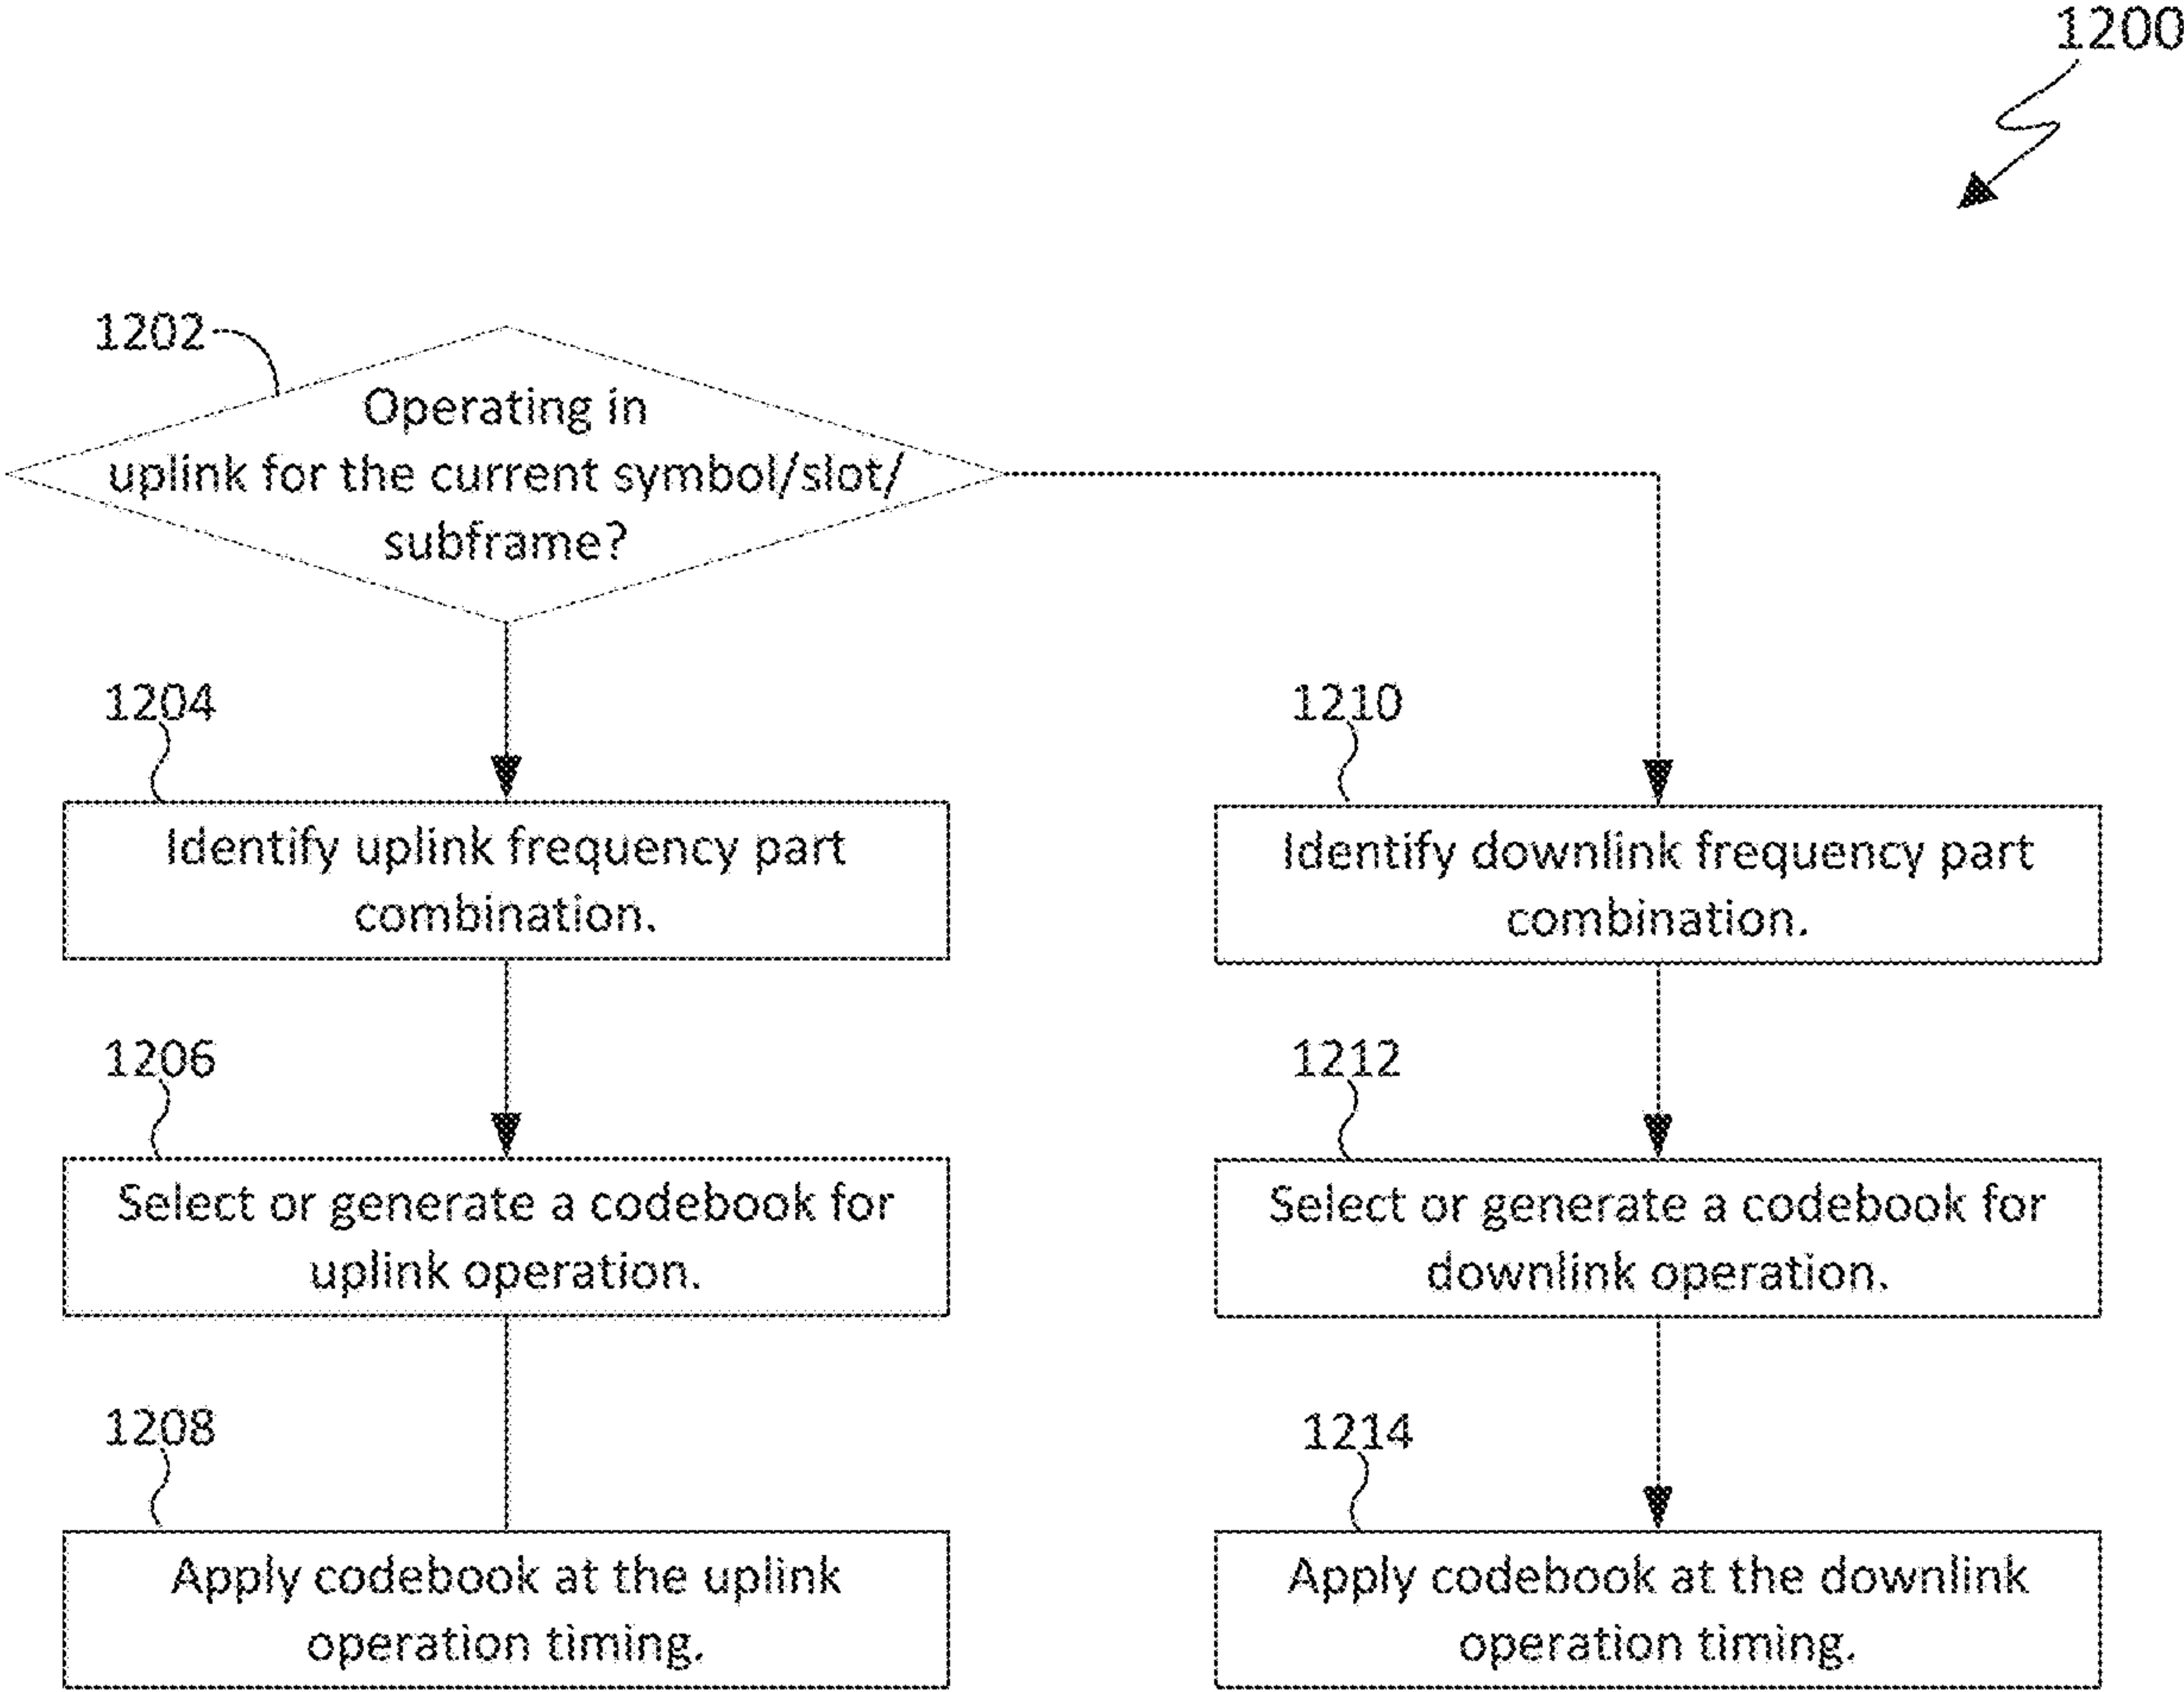 1200
1202
Operating in
uplink for the current symbol/slot/
subframe?
1204
Identify uplink frequency part
combination.
1206
Select or generate a codebook for
uplink operation.
1208
Apply codebook at the uplink
operation timing.
1210
Identify downlink frequency part
combination.
1212
Select or generate a codebook for
downlink operation.
1214
Apply codebook at the downlink
operation timing.